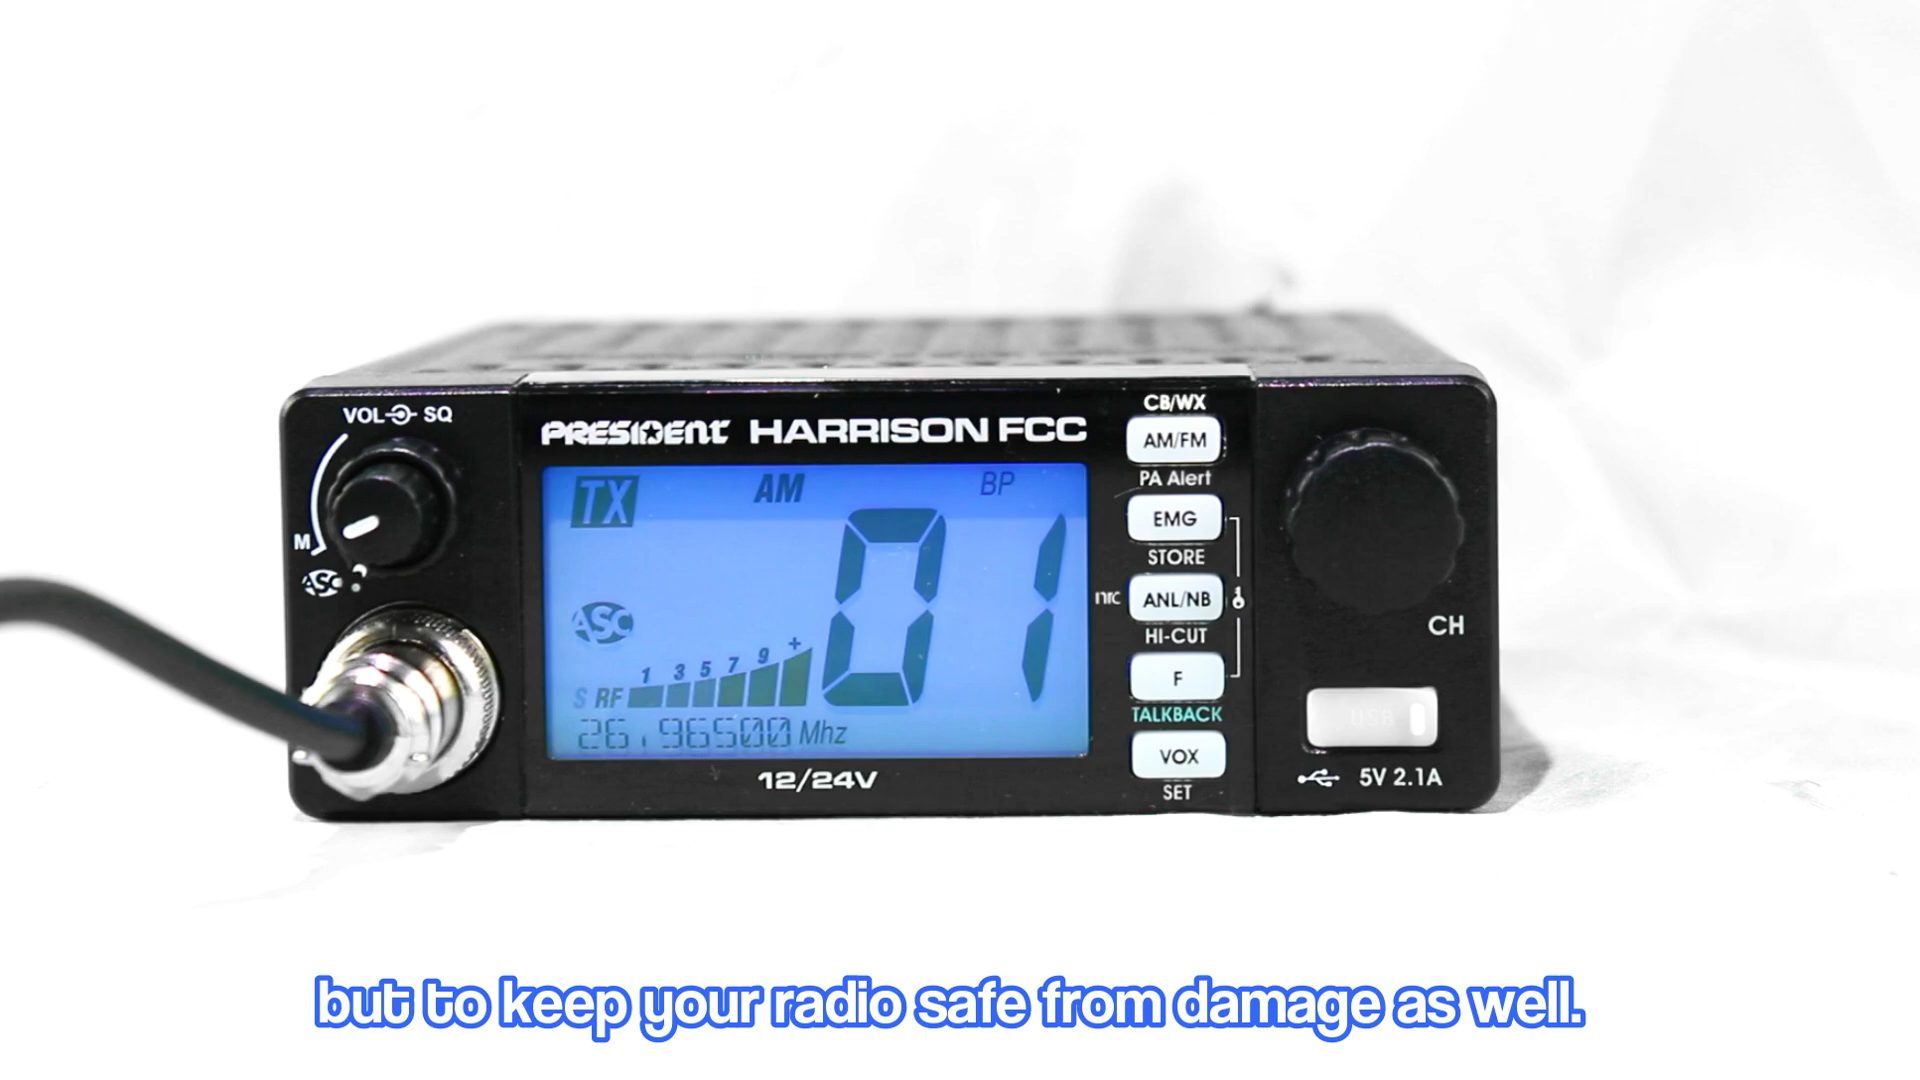 VOL SQ
M
ASC
PRESIDENT HARRISON FCC
TX AM BP
01
ASC
1 3 5 7 9 +
S RF
26.96500 Mhz
12/24V
CB/WX
AM/FM
PA Alert
EMG
STORE
ANL/NB
HI-CUT
F
TALKBACK
VOX
SET
CH
USB
5V 2.1A
but to keep your radio safe from damage as well.